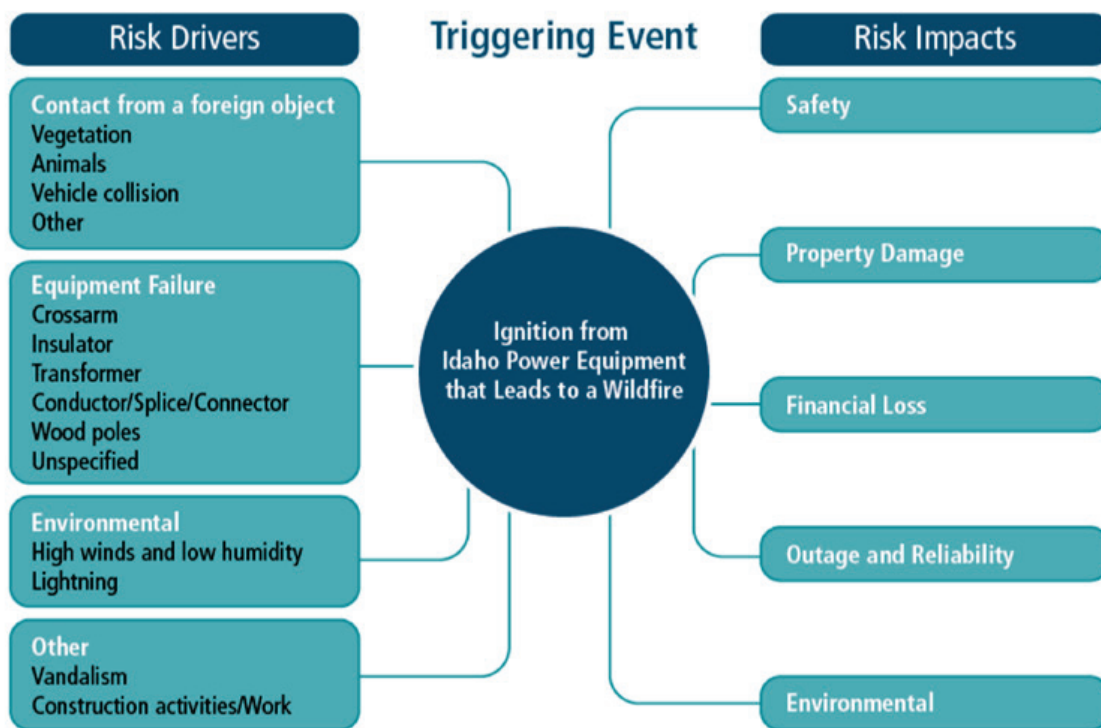 Risk Drivers
Contact from a foreign object
Vegetation
Animals
Vehicle collision
Other
Equipment Failure
Crossarm
Insulator
Transformer
Conductor/Splice/Connector
Wood poles
Unspecified
Environmental
High winds and low humidity
Lightning
Other
Vandalism
Construction activities/Work
Triggering Event
Ignition from
Idaho Power Equipment
that Leads to a Wildfire
Risk Impacts
Safety
Property Damage
Financial Loss
Outage and Reliability
Environmental